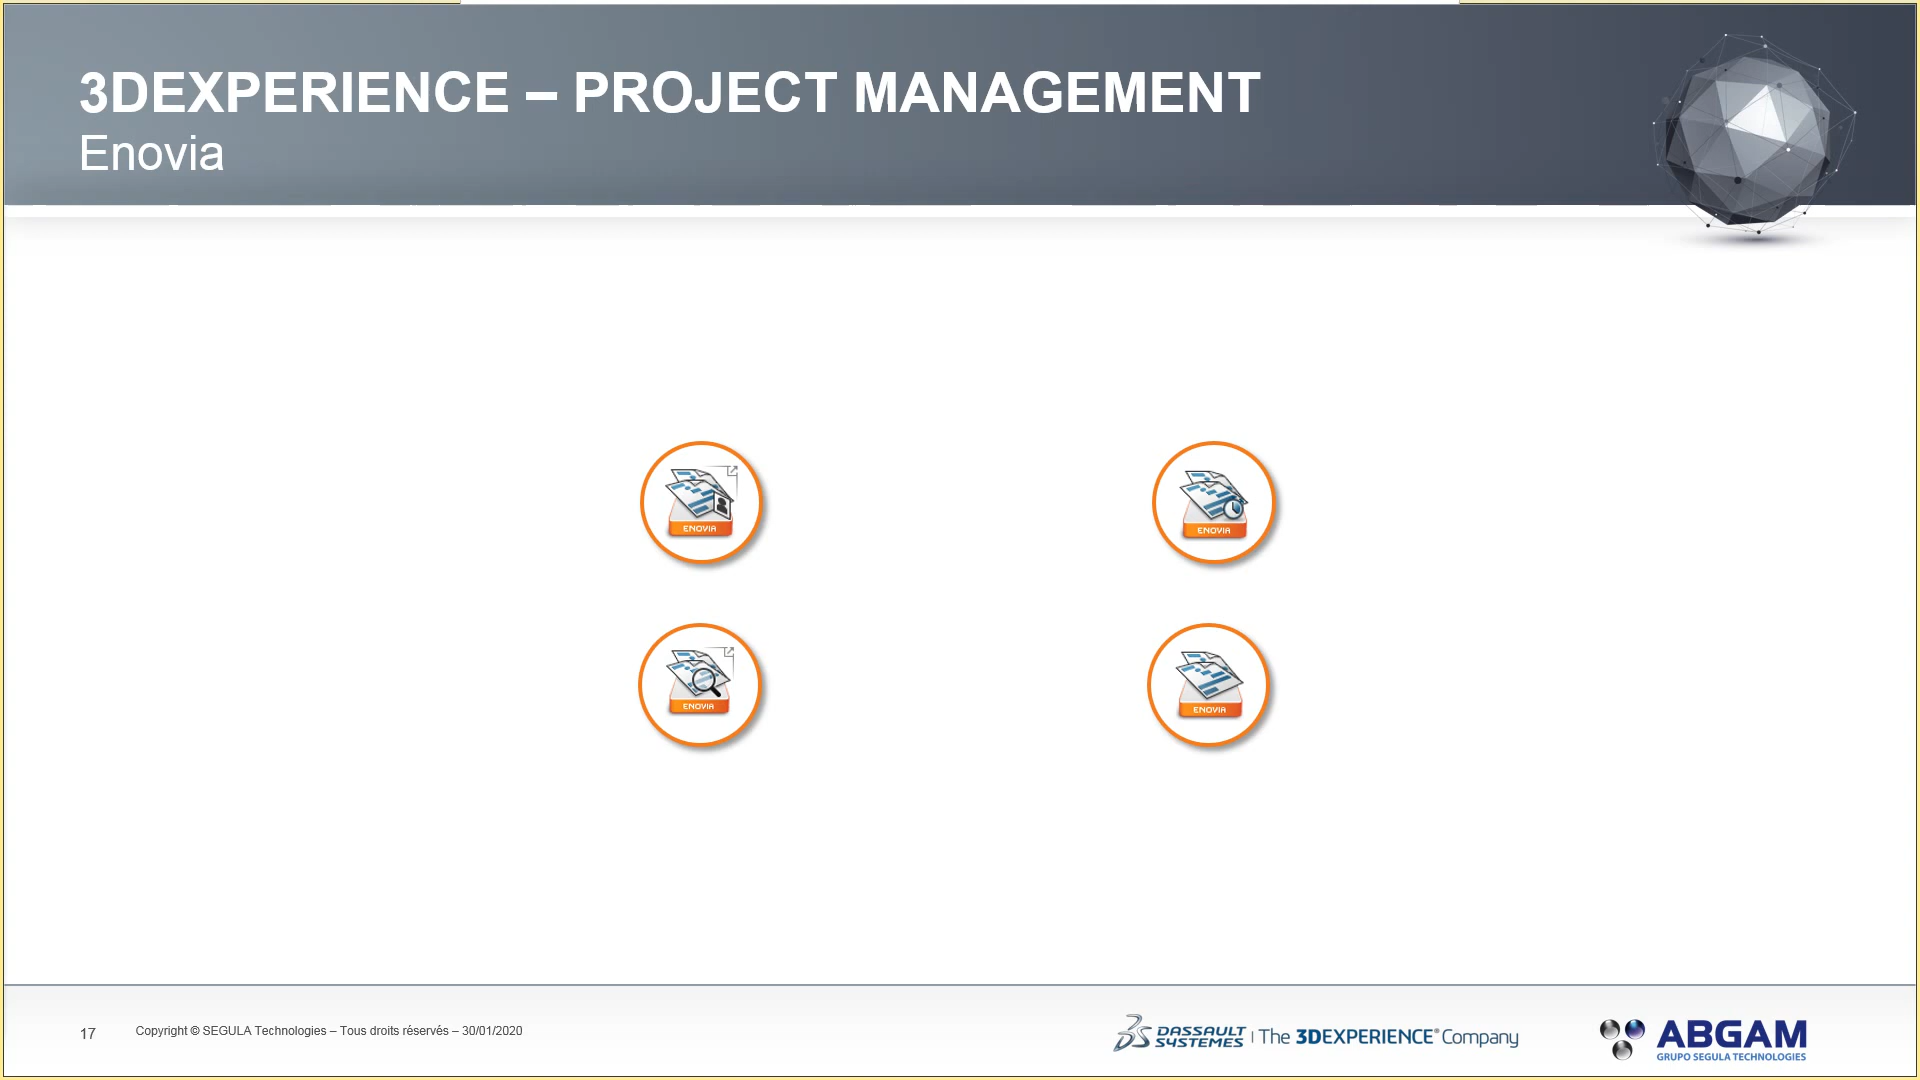 3DEXPERIENCE – PROJECT MANAGEMENT
Enovia
ENOVIA
ENOVIA
ENOVIA
ENOVIA
17
Copyright © SEGULA Technologies – Tous droits réservés – 30/01/2020
DASSAULT SYSTEMES | The 3DEXPERIENCE® Company
ABGAM
GRUPO SEGULA TECHNOLOGIES